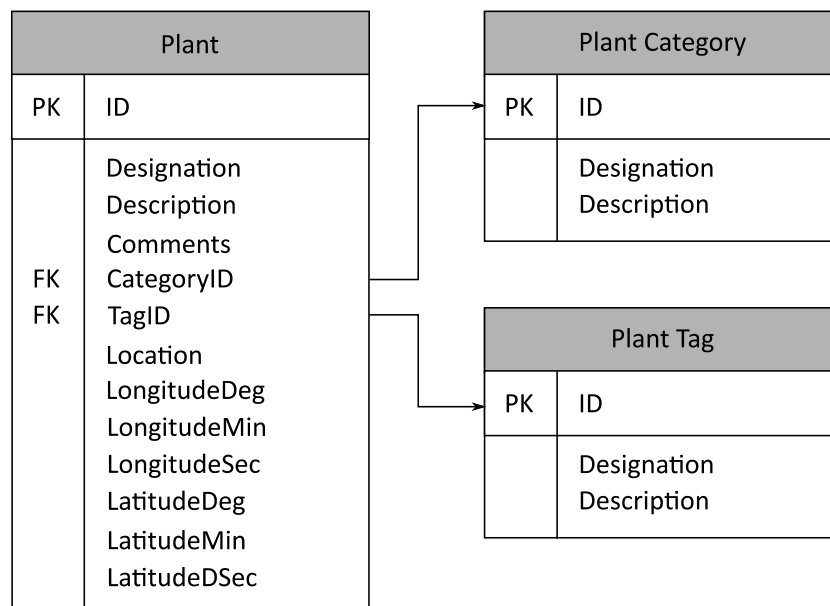 Plant
PK ID
Designation
Description
Comments
FK CategoryID
FK TagID
Location
LongitudeDeg
LongitudeMin
LongitudeSec
LatitudeDeg
LatitudeMin
LatitudeDSec
Plant Category
PK ID
Designation
Description
Plant Tag
PK ID
Designation
Description